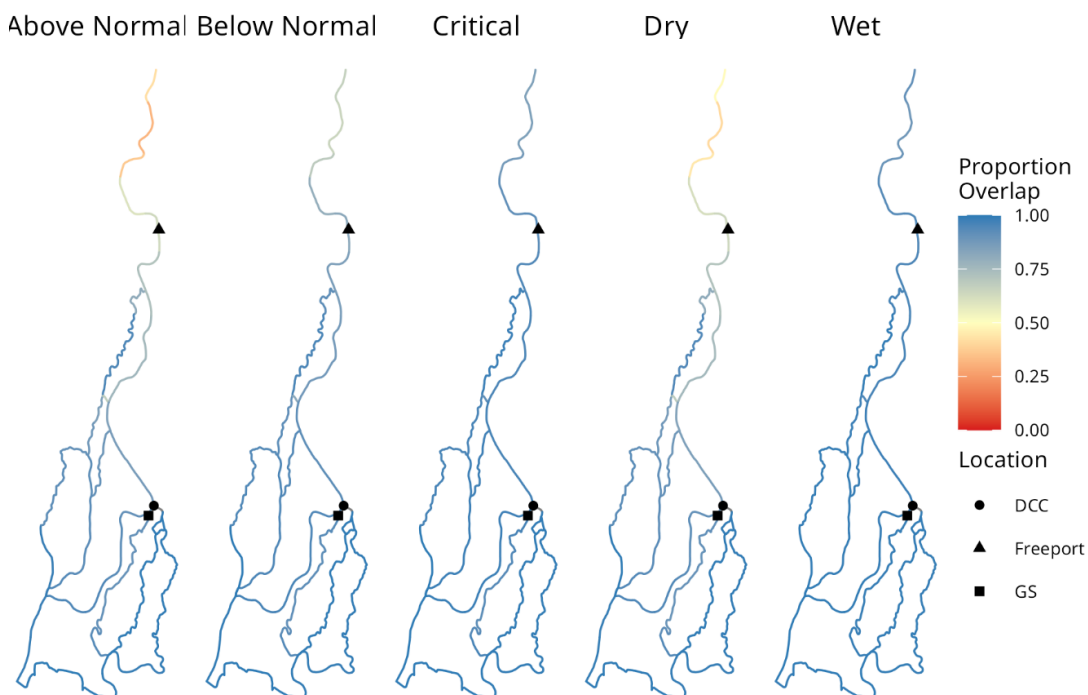 Above Normal
Below Normal
Critical
Dry
Wet
Proportion
Overlap
1.00
0.75
0.50
0.25
0.00
Location
DCC
Freeport
GS